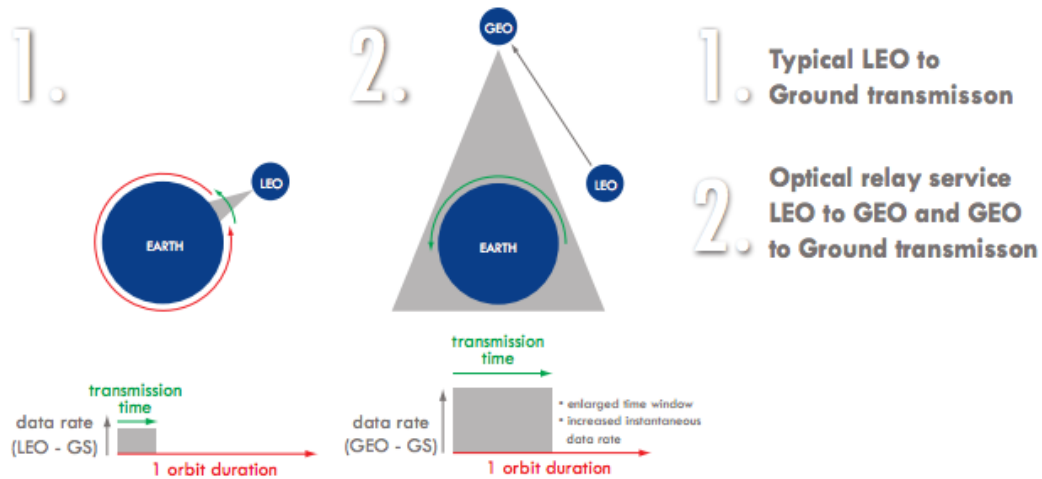 1.
LEO
EARTH
transmission
time
data rate
(LEO - GS)
1 orbit duration
2.
GEO
LEO
EARTH
transmission
time
data rate
(GEO - GS)
• enlarged time window
• increased instantaneous
data rate
1 orbit duration
1.
Typical LEO to
Ground transmisson
2.
Optical relay service
LEO to GEO and GEO
to Ground transmisson